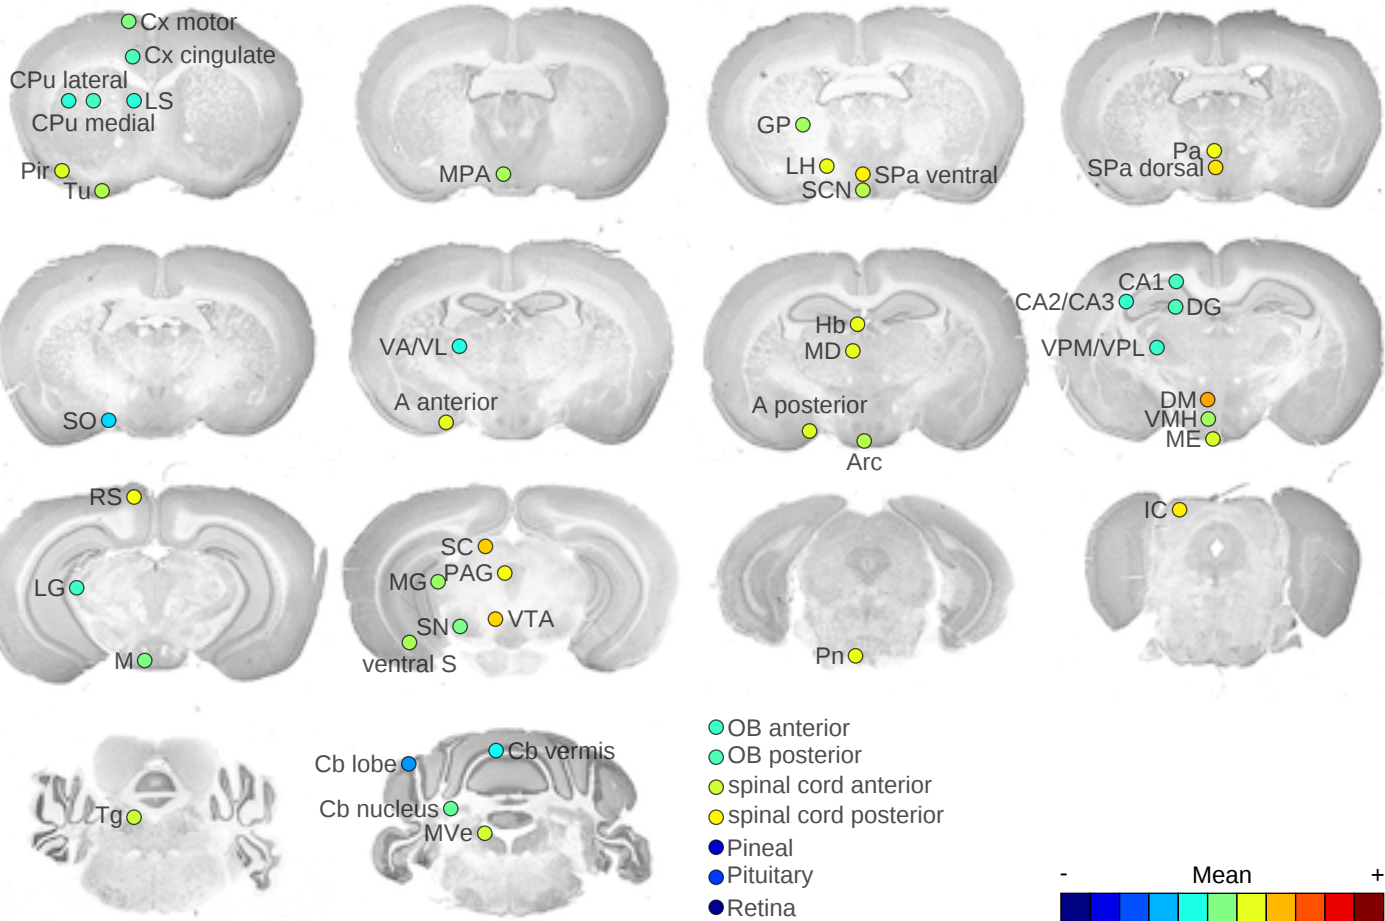 Cx motor
Cx cingulate
CPu lateral
LS
CPu medial
Pir
Tu
MPA
GP
LH
SPa ventral
SCN
Pa
SPa dorsal
SO
VA/VL
A anterior
Hb
MD
A posterior
Arc
CA1
CA2/CA3
DG
VPM/VPL
DM
VMH
ME
RS
LG
M
SC
PAG
MG
SN
VTA
ventral S
Pn
IC
Tg
Cb lobe
Cb vermis
Cb nucleus
MVe
OB anterior
OB posterior
spinal cord anterior
spinal cord posterior
Pineal
Pituitary
Retina
- Mean +